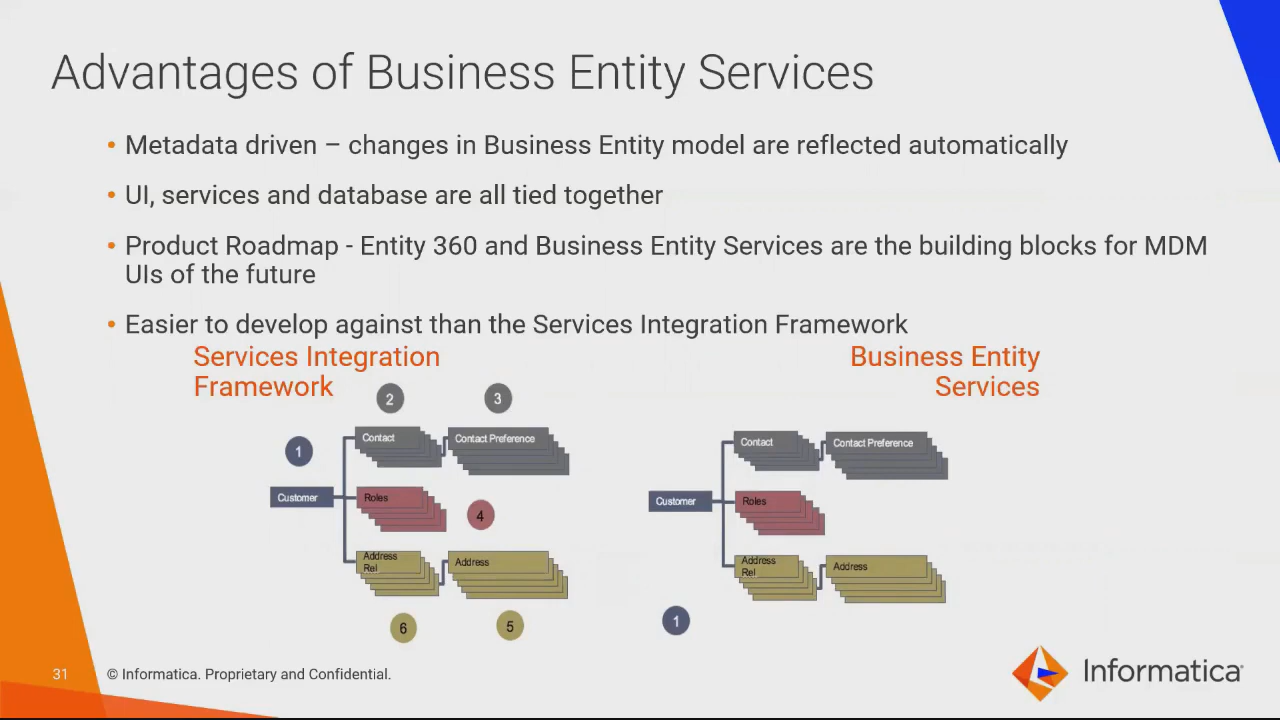 Advantages of Business Entity Services
• Metadata driven – changes in Business Entity model are reflected automatically
• UI, services and database are all tied together
• Product Roadmap - Entity 360 and Business Entity Services are the building blocks for MDM
UIs of the future
• Easier to develop against than the Services Integration Framework
Services Integration
Framework
2
3
1
Contact
Contact Preference
Customer
Roles
4
Address
Rel
Address
6
5
Business Entity
Services
Contact
Contact Preference
Customer
Roles
Address
Rel
Address
1
31
© Informatica. Proprietary and Confidential.
Informatica